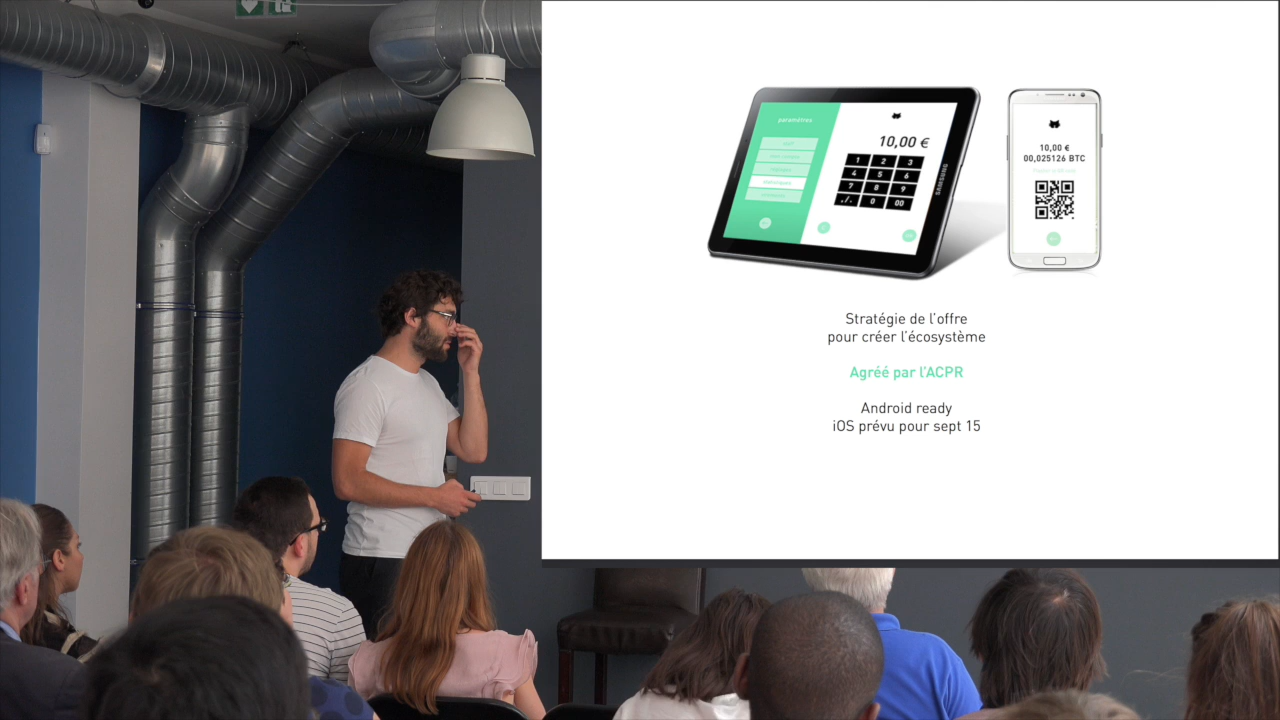 paramètres
10,00 €
1 2 3
4 5 6
7 8 9
0 00
SAMSUNG
10,00 €
00,025126 BTC
Stratégie de l'offre
pour créer l'écosystème
Agréé par l'ACPR
Android ready
iOS prévu pour sept 15